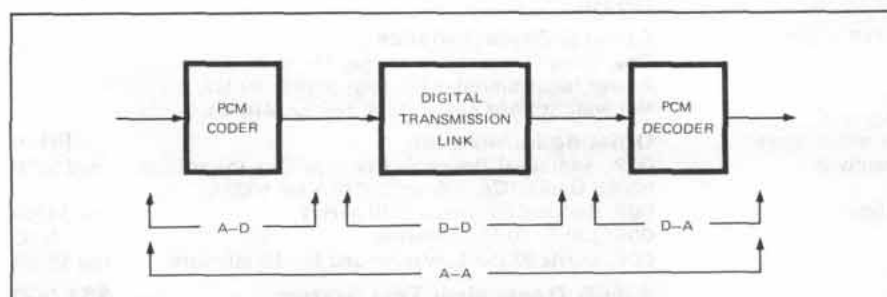 PCM
CODER
DIGITAL
TRANSMISSION
LINK
PCM
DECODER
A–D
D–D
D–A
A–A